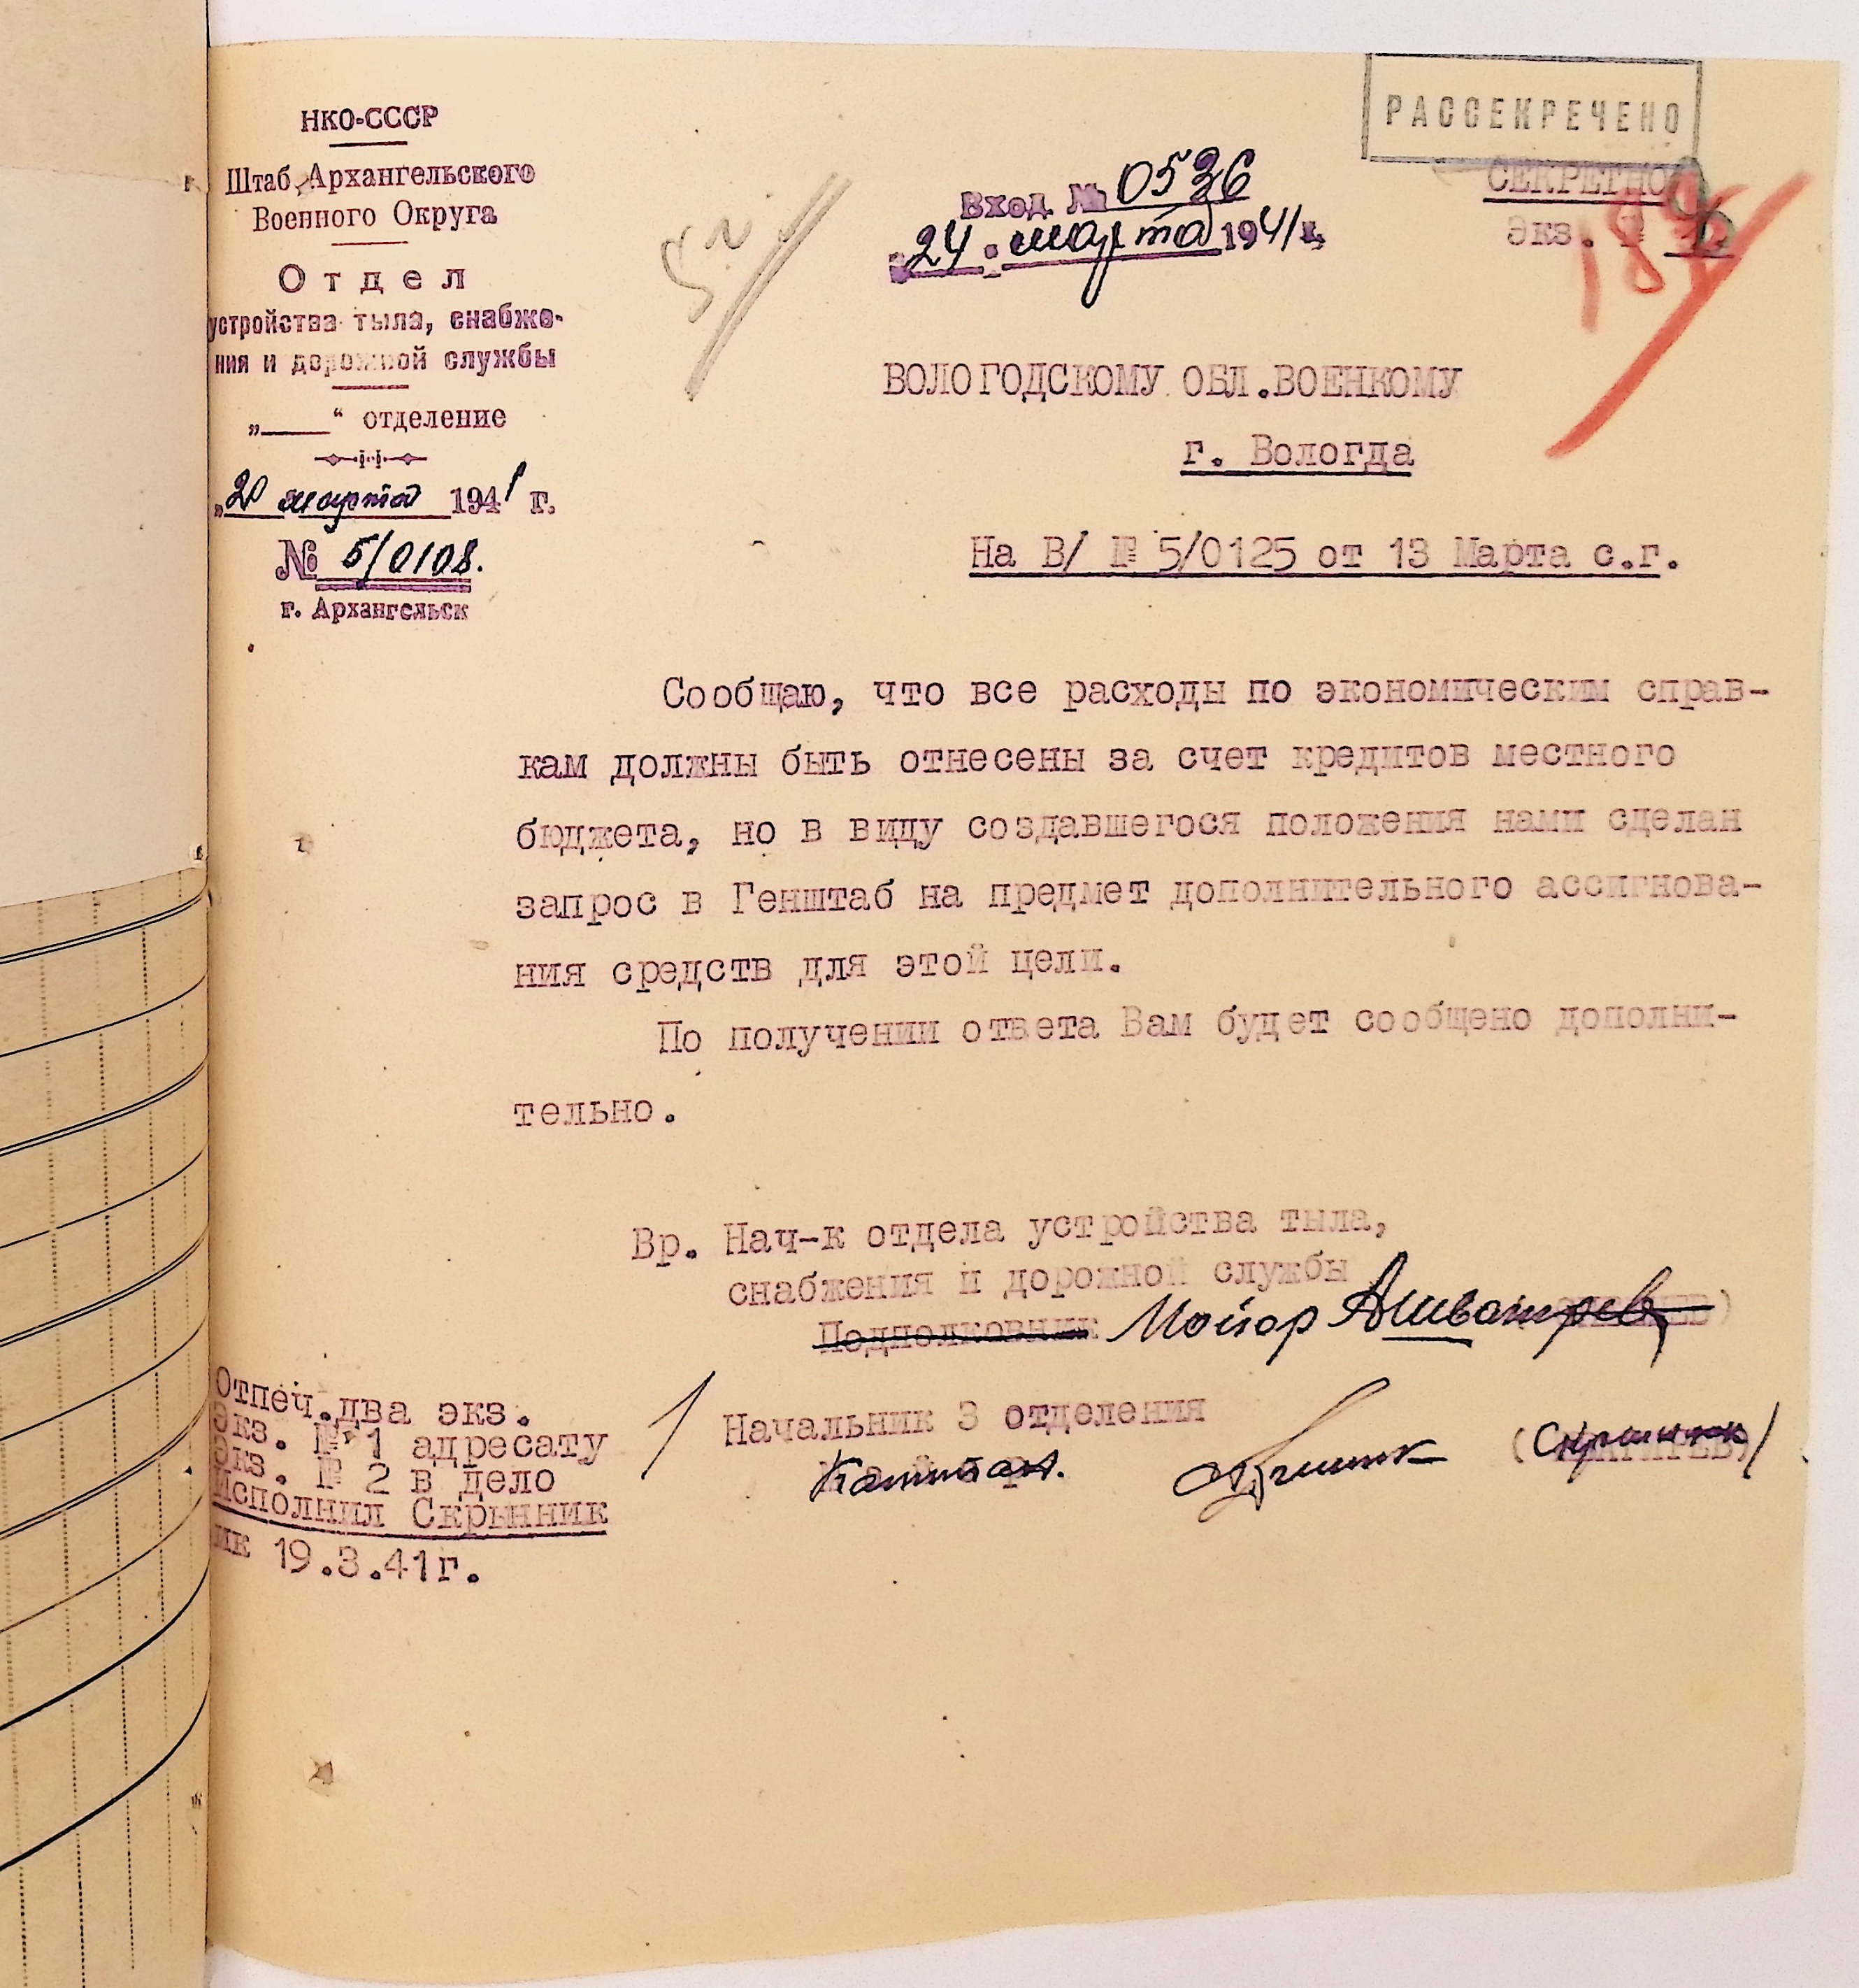 НКО-СССР
Штаб Архангельского
Военного Округа
Отдел
устройства тыла, снабже-
ния и дорожной службы
„____“ отделение
„20 марта 1941 г.
№ 5/0108.
г. Архангельск
РАССЕКРЕЧЕНО
СЕКРЕТНО
Экз. №
Вход. № 0536
„24 . марта 1941 г.
ВОЛОГОДСКОМУ ОБЛ.ВОЕНКОМУ
г. Вологда
На В/ № 5/0125 от 13 Марта с.г.
Сообщаю, что все расходы по экономическим справ-
кам должны быть отнесены за счет кредитов местного
бюджета, но в виду создавшегося положения нами сделан
запрос в Генштаб на предмет дополнительного ассигнова-
ния средств для этой цели.
По получении ответа Вам будет сообщено дополни-
тельно.
Вр. Нач-к отдела устройства тыла,
снабжения и дорожной службы
Подполковник Майор
Начальник 3 отделения
Капитан. (Скрынник)
Отпеч.два экз.
Экз. № 1 адресату
Экз. № 2 в дело
Исполнил Скрынник
мк 19.3.41г.